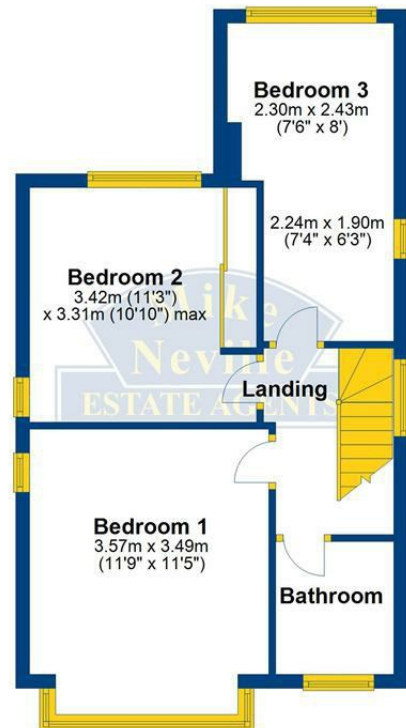 Bedroom 3
2.30m x 2.43m
(7'6" x 8')
2.24m x 1.90m
(7'4" x 6'3")
Bedroom 2
3.42m (11'3")
x 3.31m (10'10") max
Mike
Neville
ESTATE AGENTS
Landing
Bedroom 1
3.57m x 3.49m
(11'9" x 11'5")
Bathroom